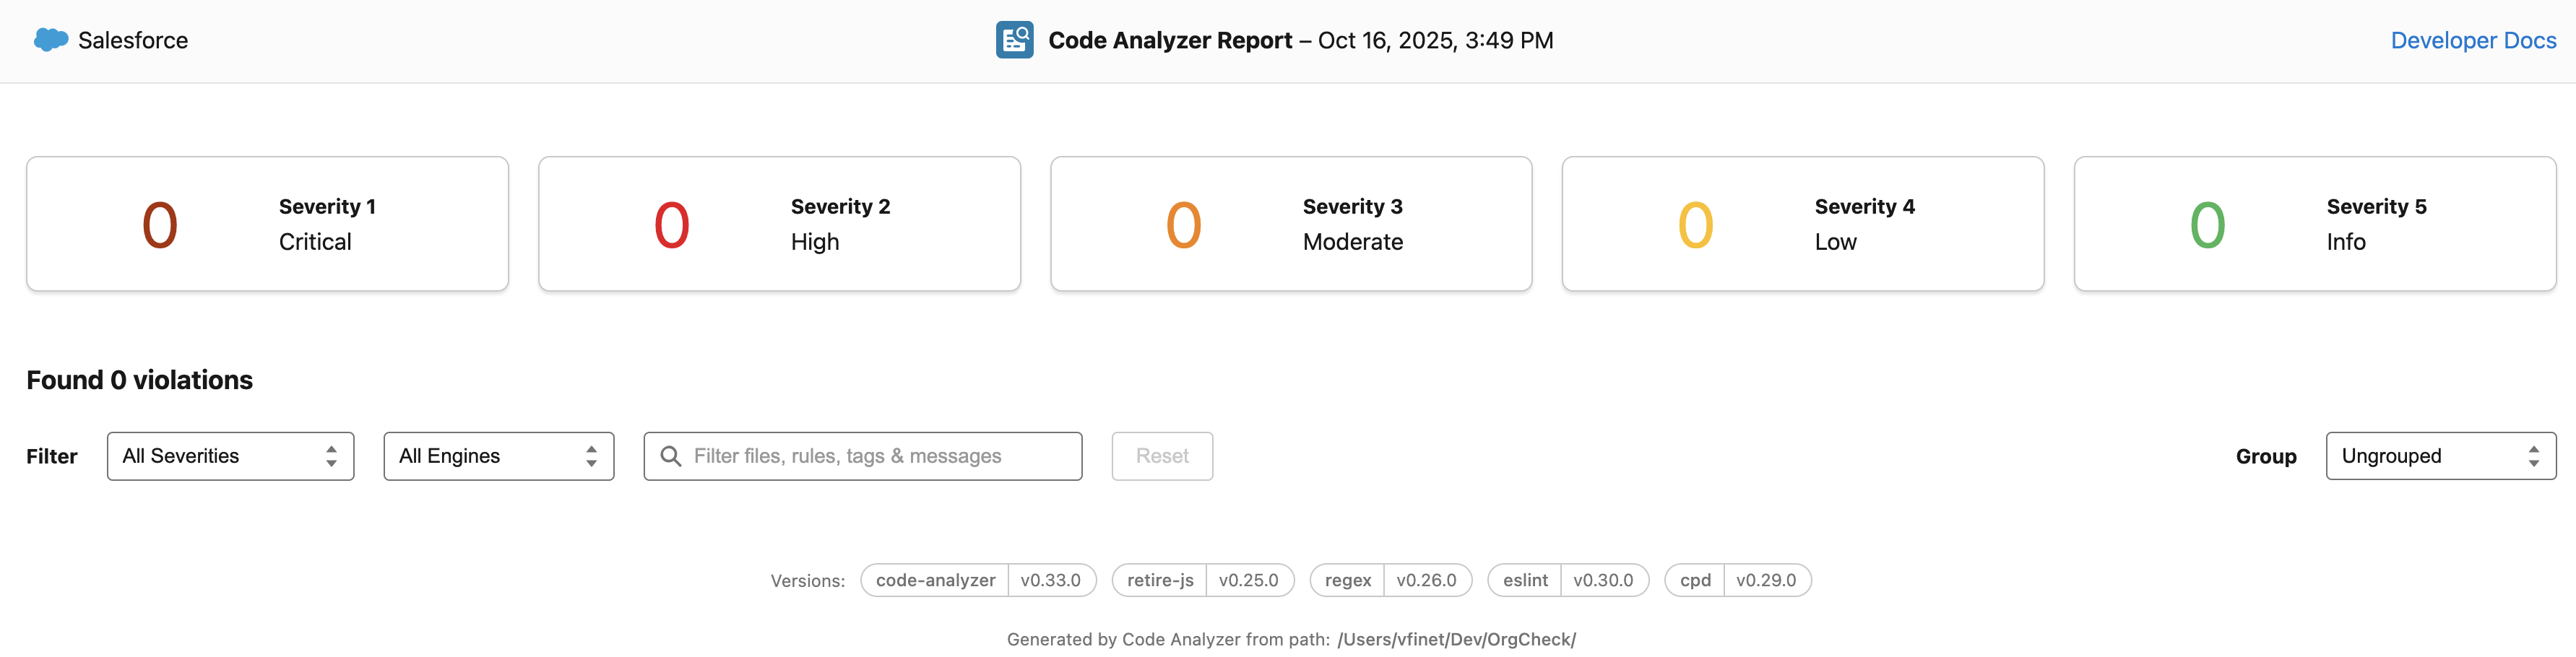 Salesforce
Code Analyzer Report – Oct 16, 2025, 3:49 PM
Developer Docs
0 Severity 1 Critical
0 Severity 2 High
0 Severity 3 Moderate
0 Severity 4 Low
0 Severity 5 Info
Found 0 violations
Filter All Severities All Engines Filter files, rules, tags & messages Reset Group Ungrouped
Versions: code-analyzer v0.33.0 retire-js v0.25.0 regex v0.26.0 eslint v0.30.0 cpd v0.29.0
Generated by Code Analyzer from path: /Users/vfinet/Dev/OrgCheck/